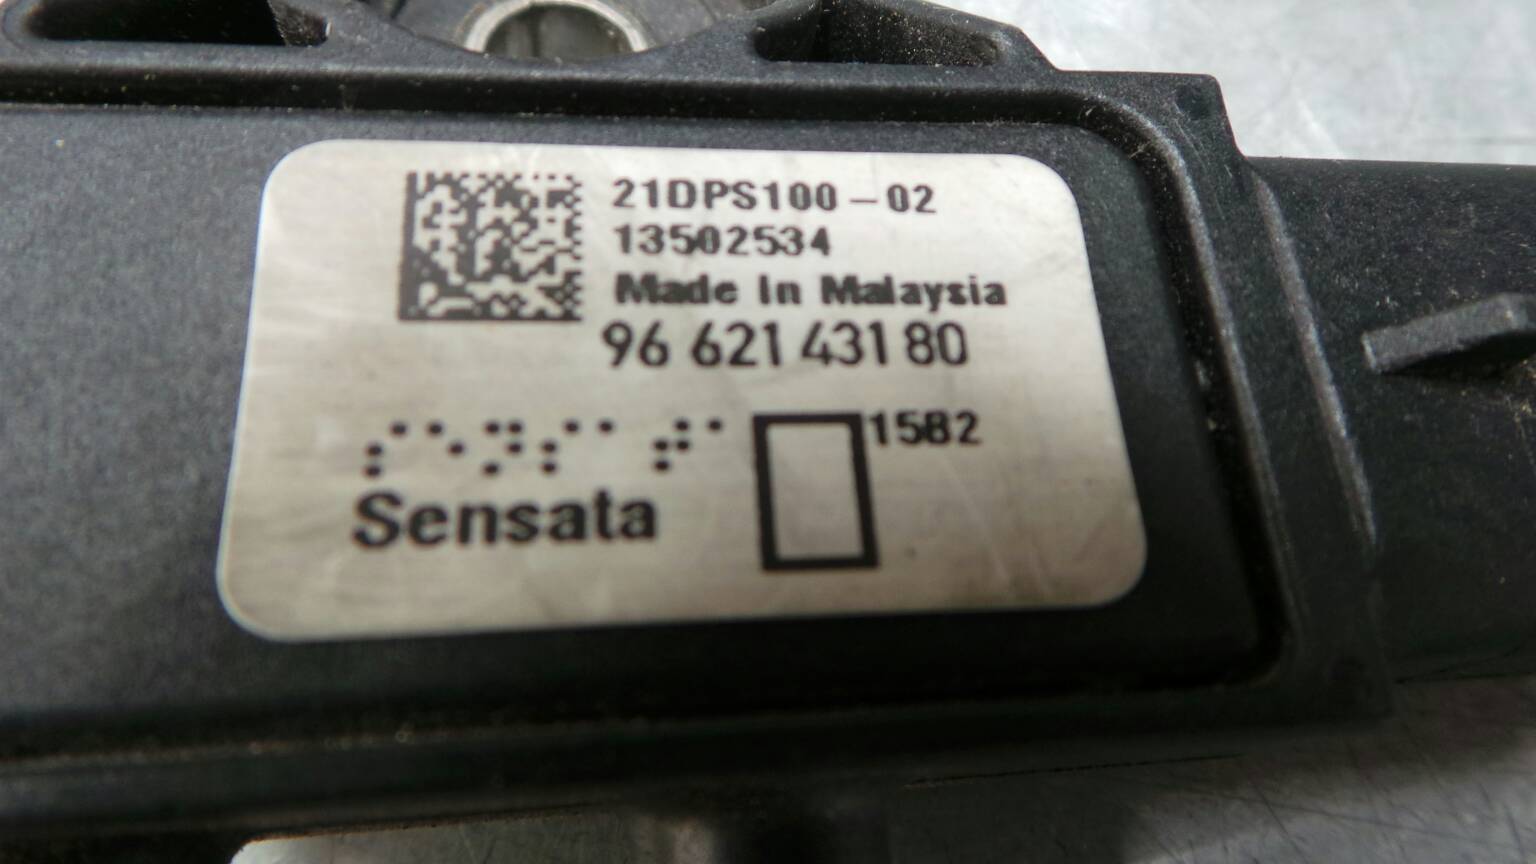 21DPS100-02
13502534
Made In Malaysia
96 621 431 80
1582
Sensata